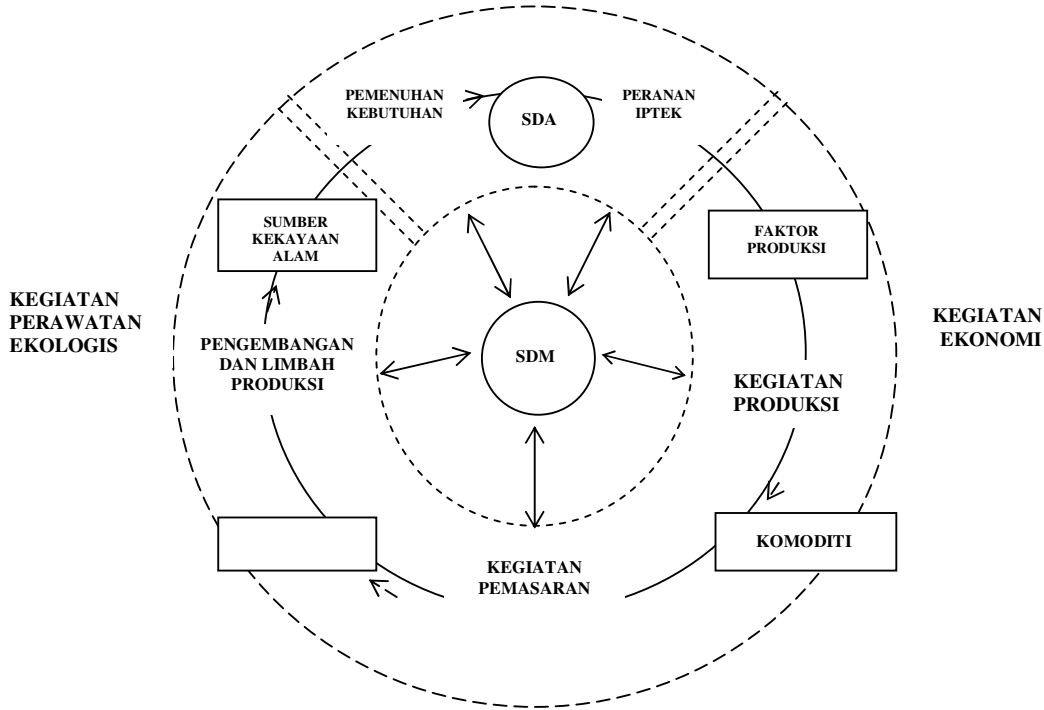 PEMENUHAN
KEBUTUHAN
SDA
PERANAN
IPTEK
SUMBER
KEKAYAAN
ALAM
FAKTOR
PRODUKSI
KEGIATAN
PERAWATAN
EKOLOGIS
PENGEMBANGAN
DAN LIMBAH
PRODUKSI
SDM
KEGIATAN
PRODUKSI
KEGIATAN
EKONOMI
KOMODITI
KEGIATAN
PEMASARAN